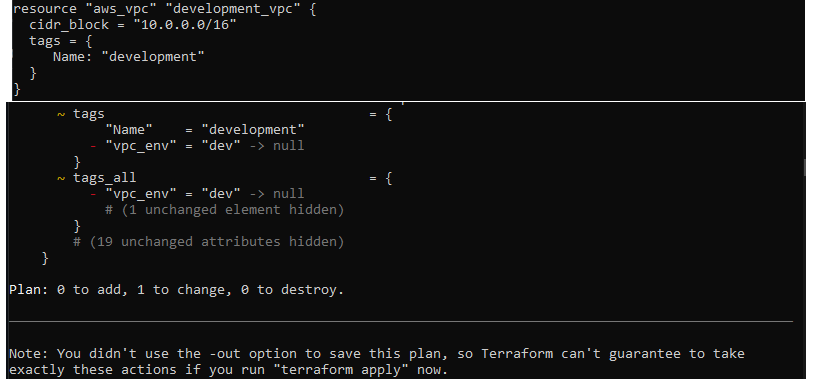 resource "aws_vpc" "development_vpc" {
  cidr_block = "10.0.0.0/16"
  tags = {
     Name: "development"
  }
}
      ~ tags                                 = {
            "Name"    = "development"
          - "vpc_env" = "dev" -> null
        }
      ~ tags_all                             = {
          - "vpc_env" = "dev" -> null
            # (1 unchanged element hidden)
        }
        # (19 unchanged attributes hidden)
    }
Plan: 0 to add, 1 to change, 0 to destroy.
Note: You didn't use the -out option to save this plan, so Terraform can't guarantee to take
exactly these actions if you run "terraform apply" now.